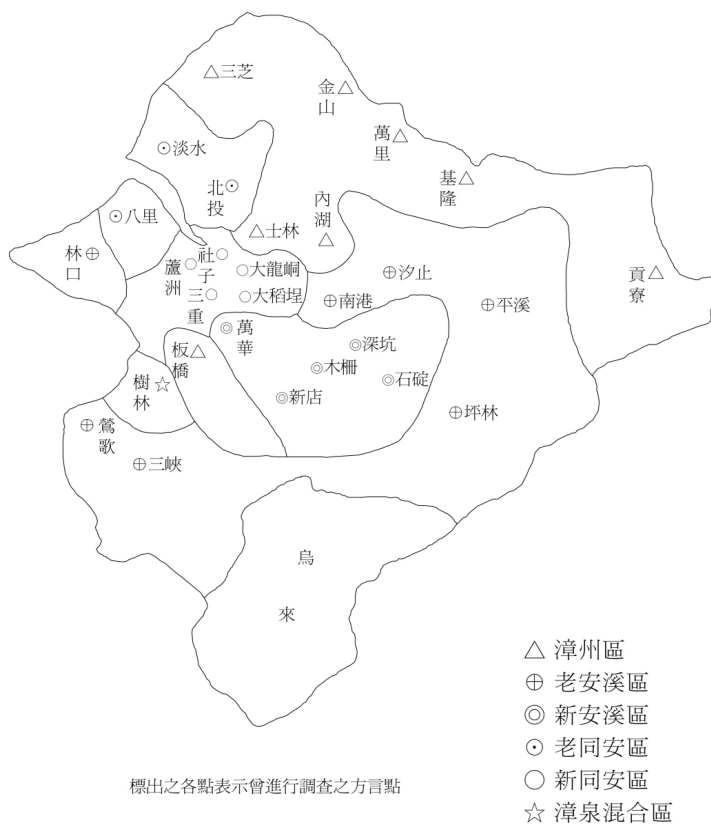 △三芝
金山△
萬里△
基隆△
⊙淡水
北投⊙
內湖△
△士林
貢寮△
⊙八里
林口⊕
社子○
蘆洲○
○大龍峒
三重○
○大稻埕
⊕汐止
⊕南港
⊕平溪
◎萬華
板橋△
◎深坑
◎木柵
◎石碇
◎新店
樹林☆
⊕坪林
⊕鶯歌
⊕三峽
烏來
△ 漳州區
⊕ 老安溪區
◎ 新安溪區
⊙ 老同安區
○ 新同安區
☆ 漳泉混合區
標出之各點表示曾進行調查之方言點